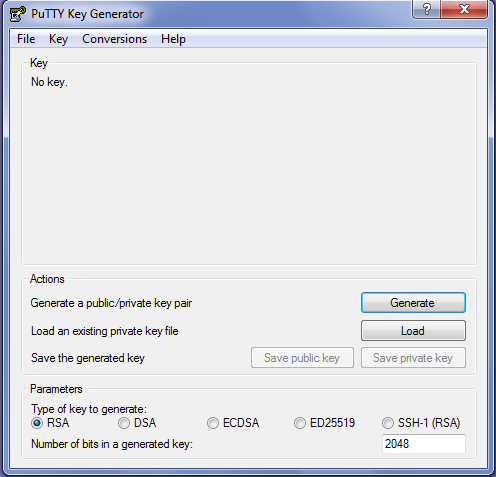 PuTTY Key Generator
File Key Conversions Help
Key
No key.
Actions
Generate a public/private key pair Generate
Load an existing private key file Load
Save the generated key Save public key Save private key
Parameters
Type of key to generate:
RSA DSA ECDSA ED25519 SSH-1 (RSA)
Number of bits in a generated key: 2048